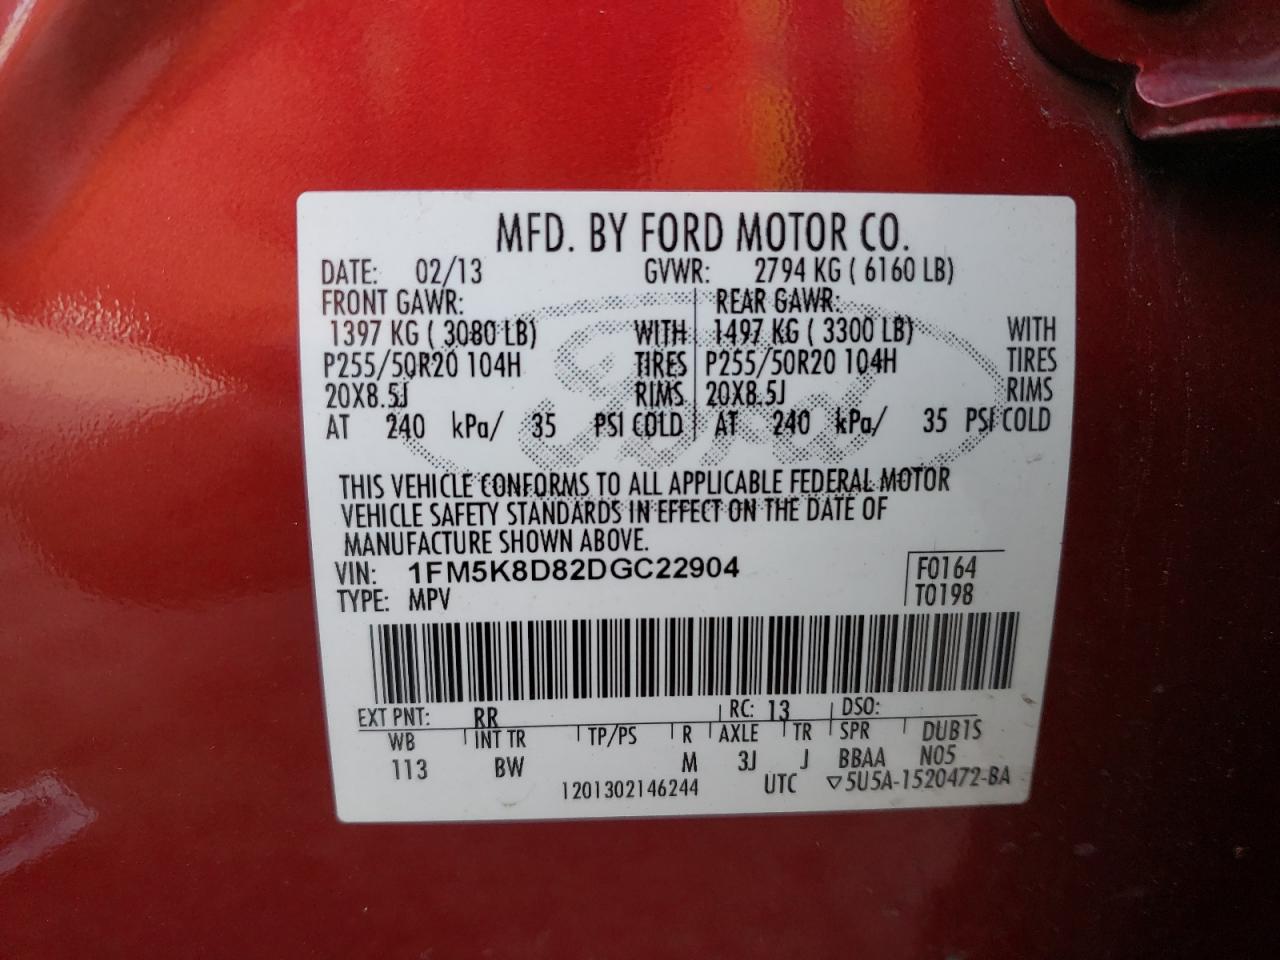 MFD. BY FORD MOTOR CO.
DATE: 02/13 GVWR: 2794 KG ( 6160 LB)
FRONT GAWR: REAR GAWR:
1397 KG ( 3080 LB) WITH 1497 KG ( 3300 LB) WITH
P255/50R20 104H TIRES P255/50R20 104H TIRES
20X8.5J RIMS 20X8.5J RIMS
AT 240 kPa/ 35 PSI COLD AT 240 kPa/ 35 PSI COLD
Ford
THIS VEHICLE CONFORMS TO ALL APPLICABLE FEDERAL MOTOR
VEHICLE SAFETY STANDARDS IN EFFECT ON THE DATE OF
MANUFACTURE SHOWN ABOVE.
VIN: 1FM5K8D82DGC22904 F0164
TYPE: MPV T0198
EXT PNT: RR RC: 13 DSO:
WB INT TR TP/PS R AXLE TR SPR DUB1S
113 BW M 3J J BBAA N05
1201302146244 UTC ▽5U5A-1520472-BA